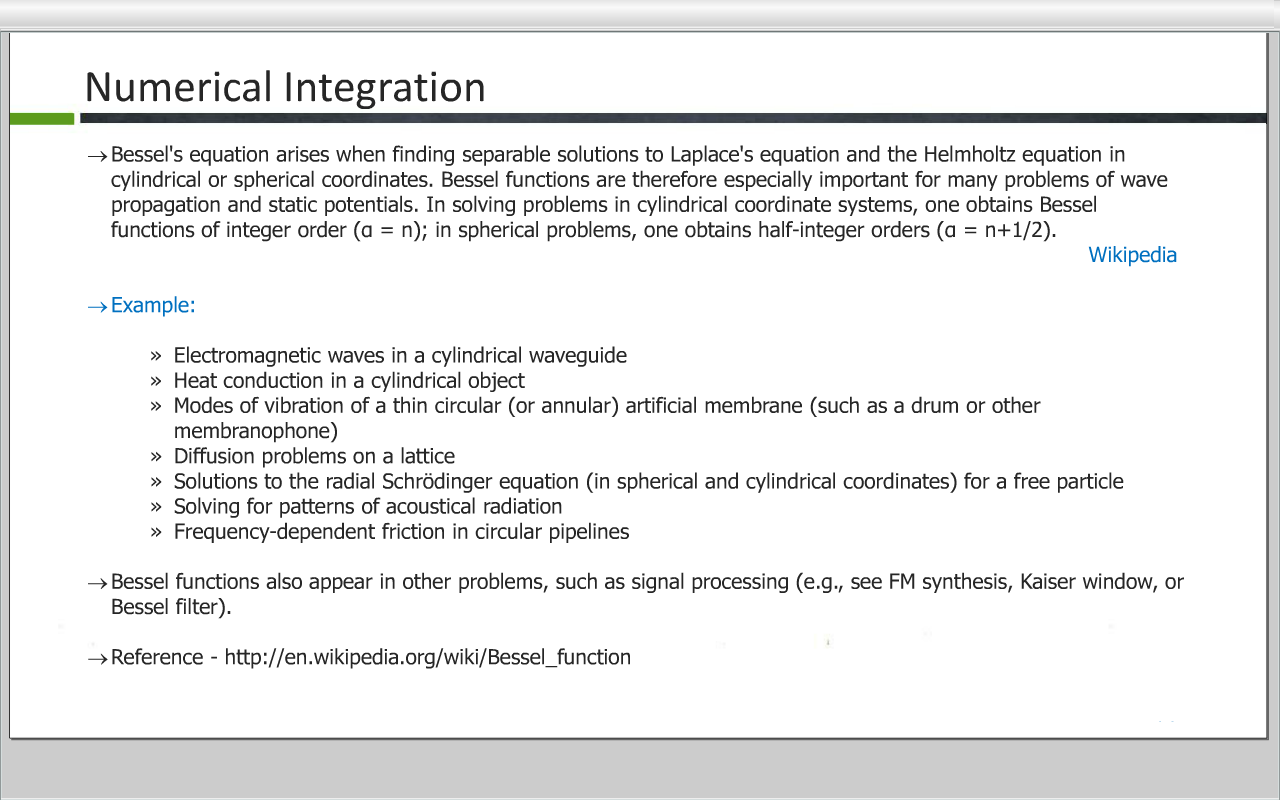 Numerical Integration
→Bessel's equation arises when finding separable solutions to Laplace's equation and the Helmholtz equation in
cylindrical or spherical coordinates. Bessel functions are therefore especially important for many problems of wave
propagation and static potentials. In solving problems in cylindrical coordinate systems, one obtains Bessel
functions of integer order (α = n); in spherical problems, one obtains half-integer orders (α = n+1/2).
Wikipedia
→Example:
» Electromagnetic waves in a cylindrical waveguide
» Heat conduction in a cylindrical object
» Modes of vibration of a thin circular (or annular) artificial membrane (such as a drum or other
membranophone)
» Diffusion problems on a lattice
» Solutions to the radial Schrödinger equation (in spherical and cylindrical coordinates) for a free particle
» Solving for patterns of acoustical radiation
» Frequency-dependent friction in circular pipelines
→Bessel functions also appear in other problems, such as signal processing (e.g., see FM synthesis, Kaiser window, or
Bessel filter).
→Reference - http://en.wikipedia.org/wiki/Bessel_function